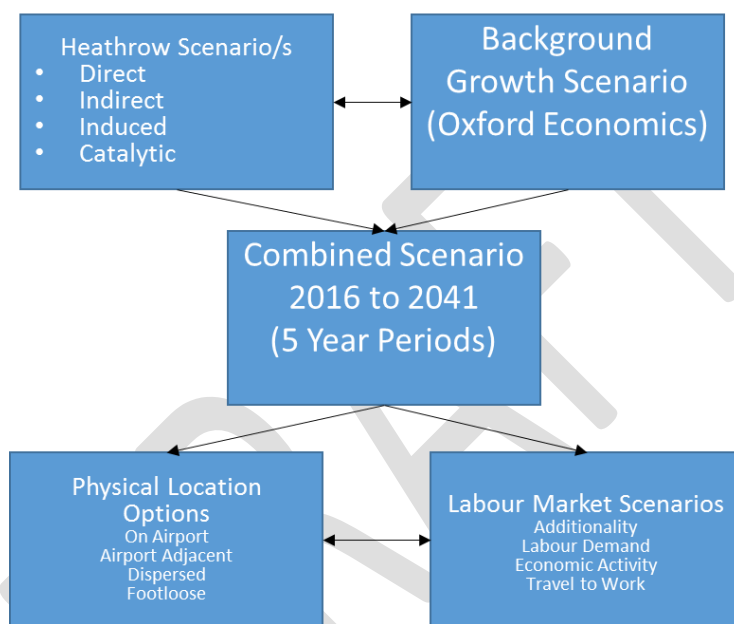 Heathrow Scenario/s
• Direct
• Indirect
• Induced
• Catalytic
Background
Growth Scenario
(Oxford Economics)
Combined Scenario
2016 to 2041
(5 Year Periods)
Physical Location
Options
On Airport
Airport Adjacent
Dispersed
Footloose
Labour Market Scenarios
Additionality
Labour Demand
Economic Activity
Travel to Work